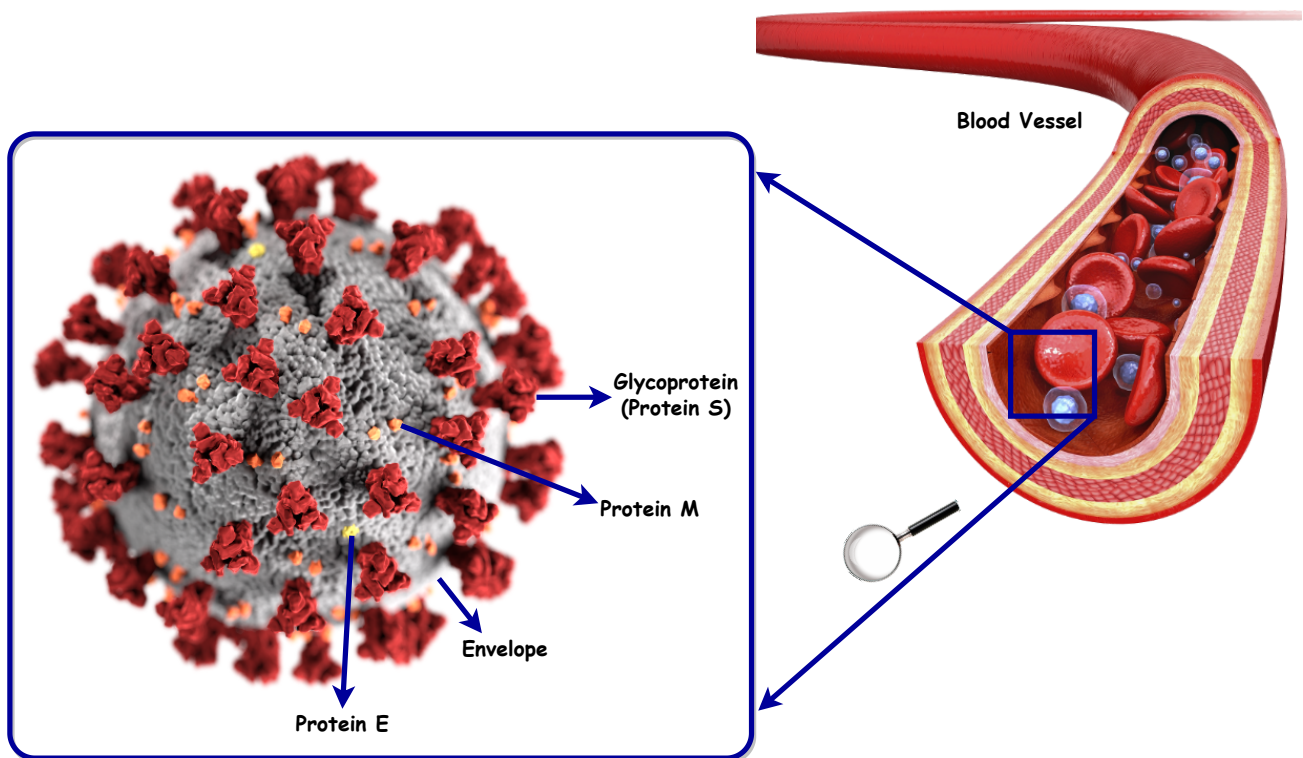 Blood Vessel
Glycoprotein
(Protein S)
Protein M
Envelope
Protein E